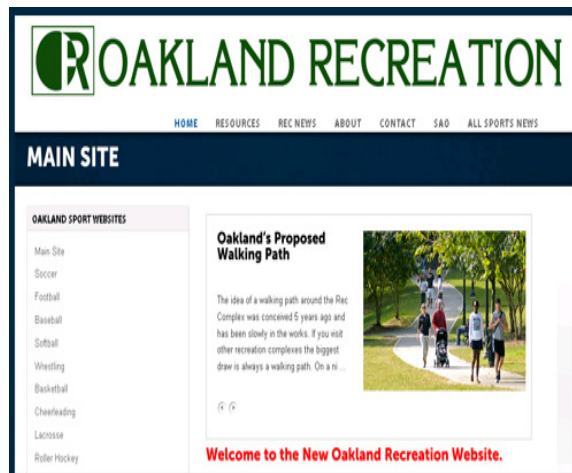 R OAKLAND RECREATION
HOME RESOURCES REC NEWS ABOUT CONTACT SAO ALL SPORTS NEWS
MAIN SITE
OAKLAND SPORT WEBSITES
Main Site
Soccer
Football
Baseball
Softball
Wrestling
Basketball
Cheerleading
Lacrosse
Roller Hockey
Oakland's Proposed
Walking Path
The idea of a walking path around the Rec
Complex was conceived 5 years ago and
has been slowly in the works. If you visit
other recreation complexes the biggest
draw is always a walking path. On a ni ...
Welcome to the New Oakland Recreation Website.